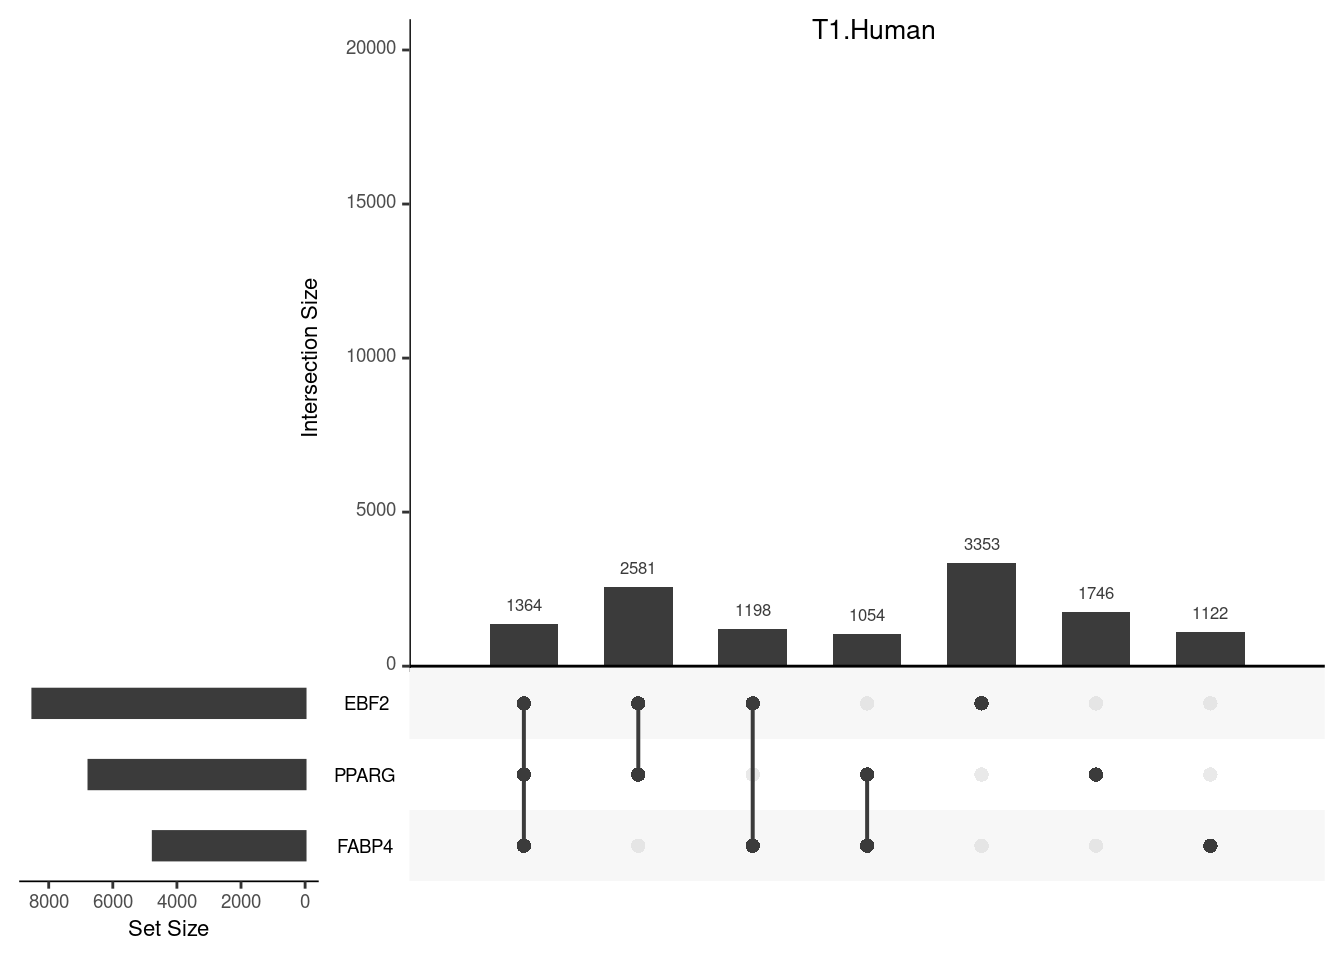 T1.Human
20000
15000
10000
5000
0
Intersection Size
1364
2581
1198
1054
3353
1746
1122
EBF2
PPARG
FABP4
8000 6000 4000 2000 0
Set Size